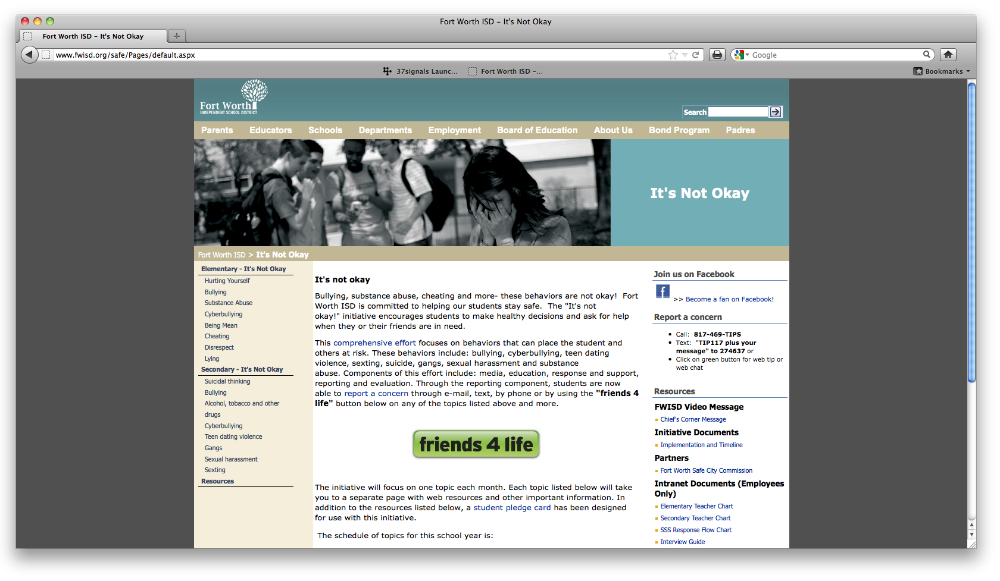 Fort Worth ISD - It's Not Okay
Fort Worth ISD - It's Not Okay
www.fwisd.org/safe/Pages/default.aspx
Google
37signals Launc...
Fort Worth ISD -...
Bookmarks
Fort Worth
INDEPENDENT SCHOOL DISTRICT
Search
Parents Educators Schools Departments Employment Board of Education About Us Bond Program Padres
It's Not Okay
Fort Worth ISD > It's Not Okay
Elementary - It's Not Okay
Hurting Yourself
Bullying
Substance Abuse
Cyberbullying
Being Mean
Cheating
Disrespect
Lying
Secondary - It's Not Okay
Suicidal thinking
Bullying
Alcohol, tobacco and other
drugs
Cyberbullying
Teen dating violence
Gangs
Sexual harassment
Sexting
Resources
It's not okay
Bullying, substance abuse, cheating and more- these behaviors are not okay!  Fort
Worth ISD is committed to helping our students stay safe.  The "It's not
okay!" initiative encourages students to make healthy decisions and ask for help
when they or their friends are in need.
This comprehensive effort focuses on behaviors that can place the student and
others at risk. These behaviors include: bullying, cyberbullying, teen dating
violence, sexting, suicide, gangs, sexual harassment and substance
abuse. Components of this effort include: media, education, response and support,
reporting and evaluation. Through the reporting component, students are now
able to report a concern through e-mail, text, by phone or by using the "friends 4
life" button below on any of the topics listed above and more.
friends 4 life
The initiative will focus on one topic each month. Each topic listed below will take
you to a separate page with web resources and other important information. In
addition to the resources listed below, a student pledge card has been designed
for use with this initiative.
The schedule of topics for this school year is:
Join us on Facebook
f
>> Become a fan on Facebook!
Report a concern
Call:  817-469-TIPS
Text:  "TIP117 plus your
message" to 274637 or
Click on green button for web tip or
web chat
Resources
FWISD Video Message
Chief's Corner Message
Initiative Documents
Implementation and Timeline
Partners
Fort Worth Safe City Commission
Intranet Documents (Employees
Only)
Elementary Teacher Chart
Secondary Teacher Chart
SSS Response Flow Chart
Interview Guide